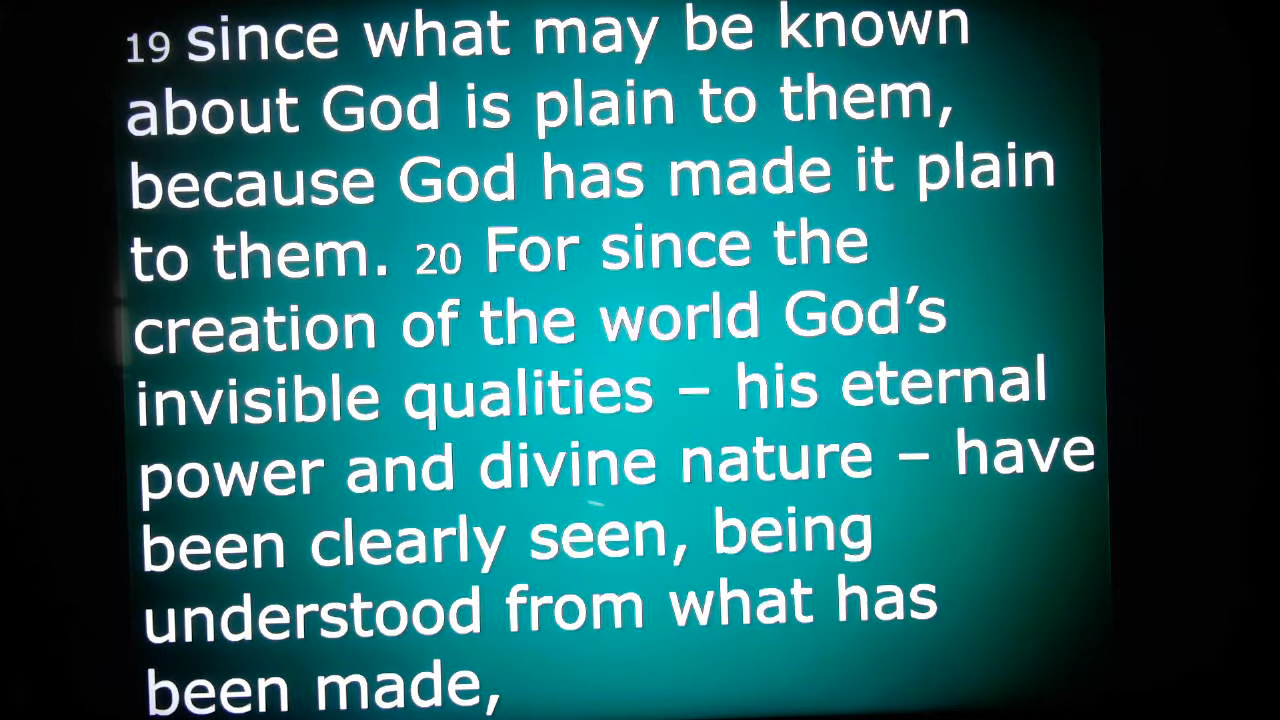 19 since what may be known
about God is plain to them,
because God has made it plain
to them. 20 For since the
creation of the world God’s
invisible qualities – his eternal
power and divine nature – have
been clearly seen, being
understood from what has
been made,